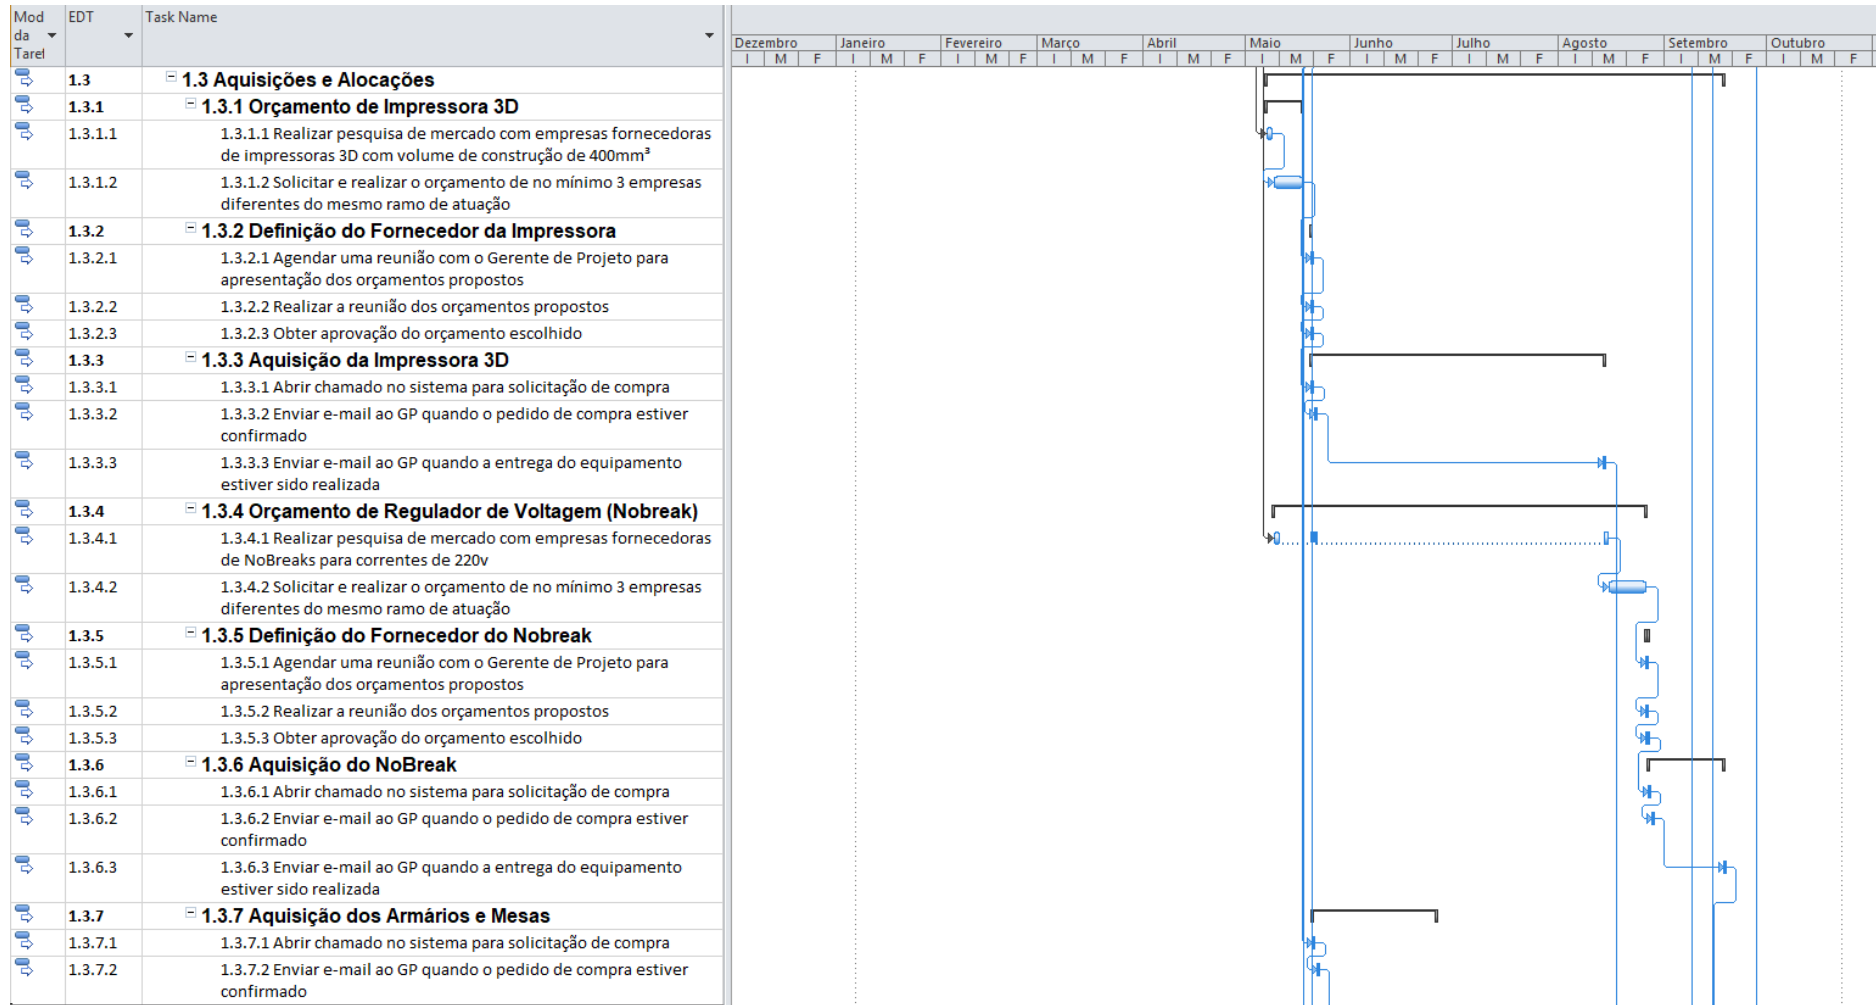 Mod da Taref
EDT
Task Name
Dezembro Janeiro Fevereiro Março Abril Maio Junho Julho Agosto Setembro Outubro
I M F I M F I M F I M F I M F I M F I M F I M F I M F I M F I M F
1.3 1.3 Aquisições e Alocações
1.3.1 1.3.1 Orçamento de Impressora 3D
1.3.1.1 1.3.1.1 Realizar pesquisa de mercado com empresas fornecedoras
de impressoras 3D com volume de construção de 400mm³
1.3.1.2 1.3.1.2 Solicitar e realizar o orçamento de no mínimo 3 empresas
diferentes do mesmo ramo de atuação
1.3.2 1.3.2 Definição do Fornecedor da Impressora
1.3.2.1 1.3.2.1 Agendar uma reunião com o Gerente de Projeto para
apresentação dos orçamentos propostos
1.3.2.2 1.3.2.2 Realizar a reunião dos orçamentos propostos
1.3.2.3 1.3.2.3 Obter aprovação do orçamento escolhido
1.3.3 1.3.3 Aquisição da Impressora 3D
1.3.3.1 1.3.3.1 Abrir chamado no sistema para solicitação de compra
1.3.3.2 1.3.3.2 Enviar e-mail ao GP quando o pedido de compra estiver
confirmado
1.3.3.3 1.3.3.3 Enviar e-mail ao GP quando a entrega do equipamento
estiver sido realizada
1.3.4 1.3.4 Orçamento de Regulador de Voltagem (Nobreak)
1.3.4.1 1.3.4.1 Realizar pesquisa de mercado com empresas fornecedoras
de NoBreaks para correntes de 220v
1.3.4.2 1.3.4.2 Solicitar e realizar o orçamento de no mínimo 3 empresas
diferentes do mesmo ramo de atuação
1.3.5 1.3.5 Definição do Fornecedor do Nobreak
1.3.5.1 1.3.5.1 Agendar uma reunião com o Gerente de Projeto para
apresentação dos orçamentos propostos
1.3.5.2 1.3.5.2 Realizar a reunião dos orçamentos propostos
1.3.5.3 1.3.5.3 Obter aprovação do orçamento escolhido
1.3.6 1.3.6 Aquisição do NoBreak
1.3.6.1 1.3.6.1 Abrir chamado no sistema para solicitação de compra
1.3.6.2 1.3.6.2 Enviar e-mail ao GP quando o pedido de compra estiver
confirmado
1.3.6.3 1.3.6.3 Enviar e-mail ao GP quando a entrega do equipamento
estiver sido realizada
1.3.7 1.3.7 Aquisição dos Armários e Mesas
1.3.7.1 1.3.7.1 Abrir chamado no sistema para solicitação de compra
1.3.7.2 1.3.7.2 Enviar e-mail ao GP quando o pedido de compra estiver
confirmado